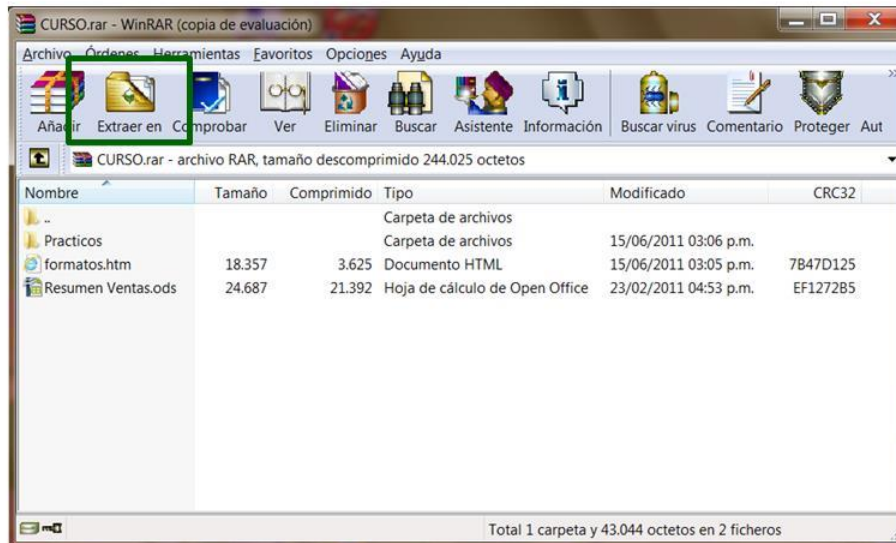 CURSO.rar - WinRAR (copia de evaluación)
Archivo Órdenes Herramientas Favoritos Opciones Ayuda
Añadir Extraer en Comprobar Ver Eliminar Buscar Asistente Información Buscar virus Comentario Proteger Aut
CURSO.rar - archivo RAR, tamaño descomprimido 244.025 octetos
Nombre Tamaño Comprimido Tipo Modificado CRC32
.. Carpeta de archivos
Practicos Carpeta de archivos 15/06/2011 03:06 p.m.
formatos.htm 18.357 3.625 Documento HTML 15/06/2011 03:05 p.m. 7B47D125
Resumen Ventas.ods 24.687 21.392 Hoja de cálculo de Open Office 23/02/2011 04:53 p.m. EF1272B5
Total 1 carpeta y 43.044 octetos en 2 ficheros